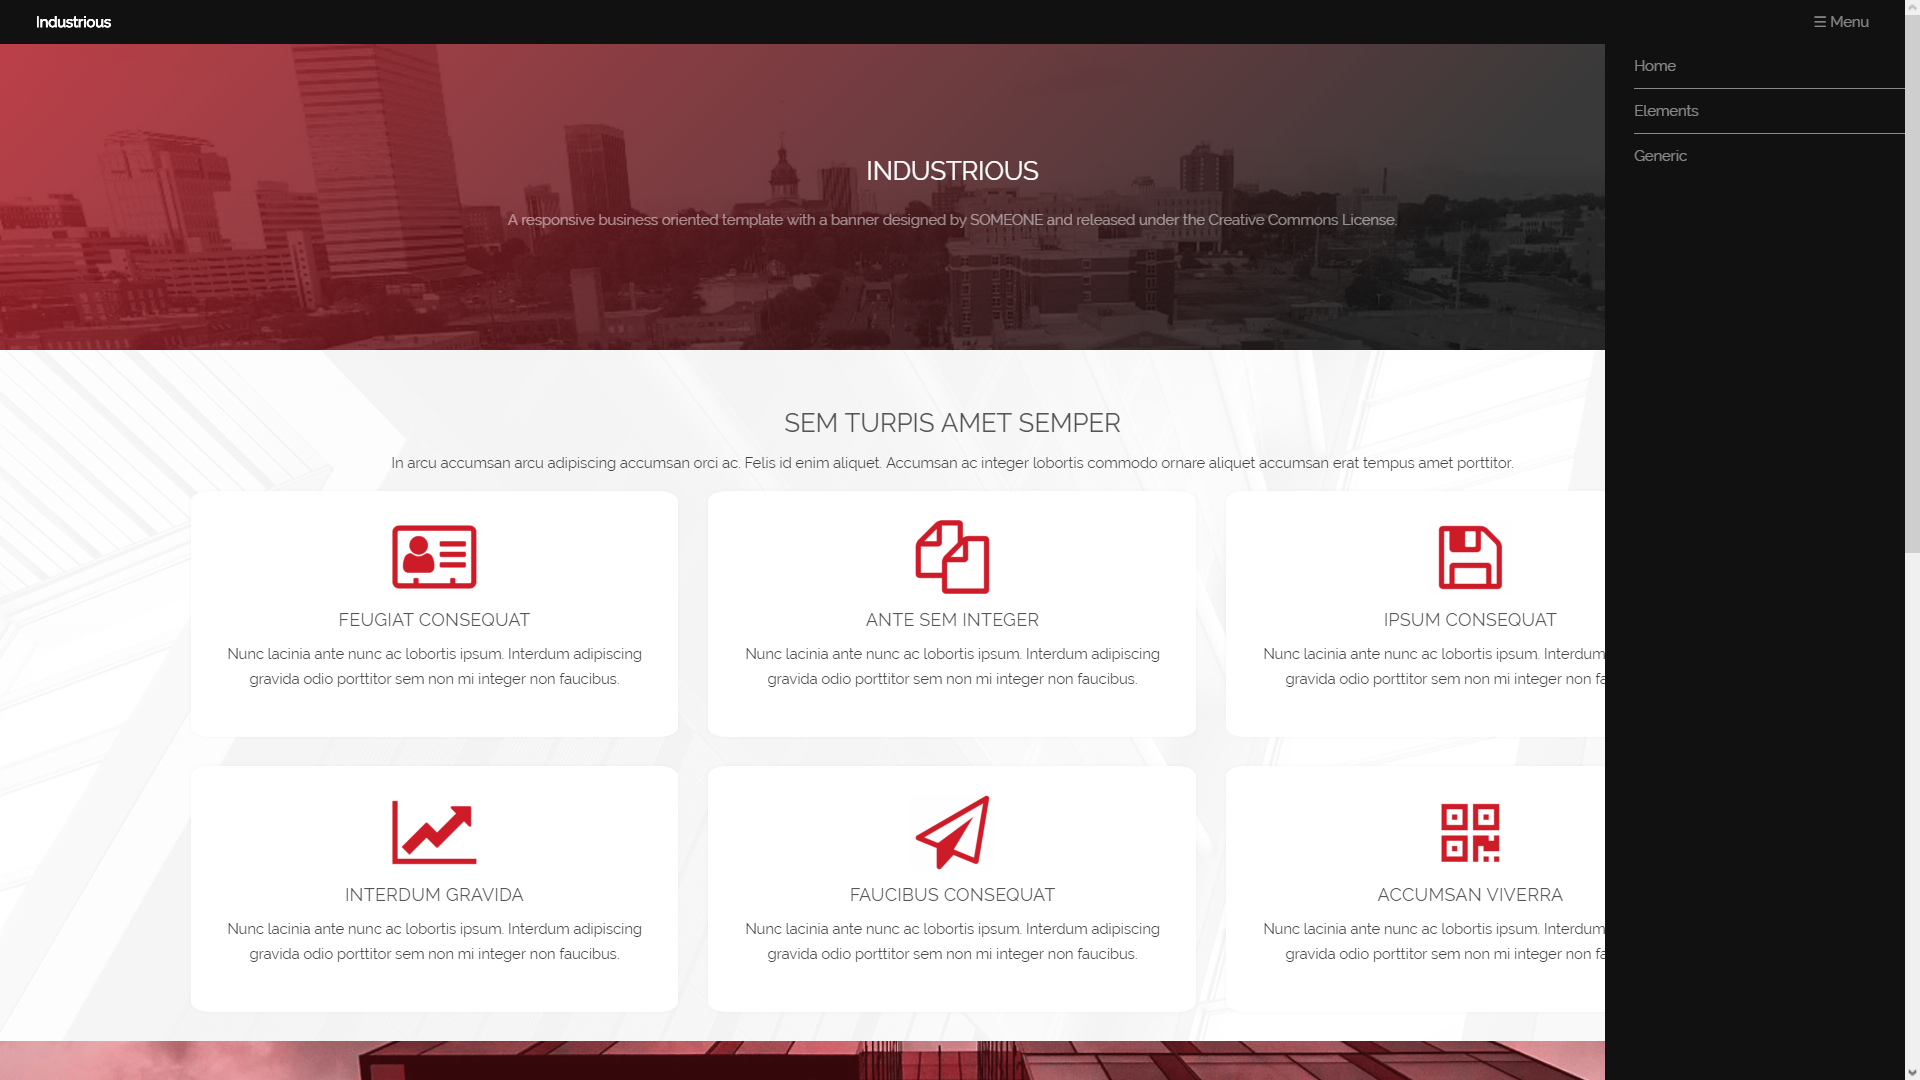 Industrious
☰ Menu
Home
Elements
Generic
INDUSTRIOUS
A responsive business oriented template with a banner designed by SOMEONE and released under the Creative Commons License.
SEM TURPIS AMET SEMPER
In arcu accumsan arcu adipiscing accumsan orci ac. Felis id enim aliquet. Accumsan ac integer lobortis commodo ornare aliquet accumsan erat tempus amet porttitor.
FEUGIAT CONSEQUAT
Nunc lacinia ante nunc ac lobortis ipsum. Interdum adipiscing
gravida odio porttitor sem non mi integer non faucibus.
ANTE SEM INTEGER
Nunc lacinia ante nunc ac lobortis ipsum. Interdum adipiscing
gravida odio porttitor sem non mi integer non faucibus.
IPSUM CONSEQUAT
Nunc lacinia ante nunc ac lobortis ipsum. Interdum
gravida odio porttitor sem non mi integer non
INTERDUM GRAVIDA
Nunc lacinia ante nunc ac lobortis ipsum. Interdum adipiscing
gravida odio porttitor sem non mi integer non faucibus.
FAUCIBUS CONSEQUAT
Nunc lacinia ante nunc ac lobortis ipsum. Interdum adipiscing
gravida odio porttitor sem non mi integer non faucibus.
ACCUMSAN VIVERRA
Nunc lacinia ante nunc ac lobortis ipsum. Interdum
gravida odio porttitor sem non mi integer non